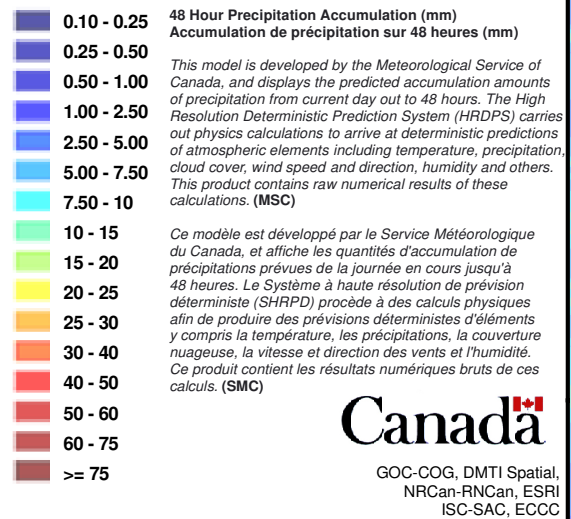 0.10 - 0.25
0.25 - 0.50
0.50 - 1.00
1.00 - 2.50
2.50 - 5.00
5.00 - 7.50
7.50 - 10
10 - 15
15 - 20
20 - 25
25 - 30
30 - 40
40 - 50
50 - 60
60 - 75
>= 75
48 Hour Precipitation Accumulation (mm)
Accumulation de précipitation sur 48 heures (mm)
This model is developed by the Meteorological Service of
Canada, and displays the predicted accumulation amounts
of precipitation from current day out to 48 hours. The High
Resolution Deterministic Prediction System (HRDPS) carries
out physics calculations to arrive at deterministic predictions
of atmospheric elements including temperature, precipitation,
cloud cover, wind speed and direction, humidity and others.
This product contains raw numerical results of these
calculations. (MSC)
Ce modèle est développé par le Service Météorologique
du Canada, et affiche les quantités d'accumulation de
précipitations prévues de la journée en cours jusqu'à
48 heures. Le Système à haute résolution de prévision
déterministe (SHRPD) procède à des calculs physiques
afin de produire des prévisions déterministes d'éléments
y compris la température, les précipitations, la couverture
nuageuse, la vitesse et direction des vents et l'humidité.
Ce produit contient les résultats numériques bruts de ces
calculs. (SMC)
Canada
GOC-COG, DMTI Spatial,
NRCan-RNCan, ESRI
ISC-SAC, ECCC